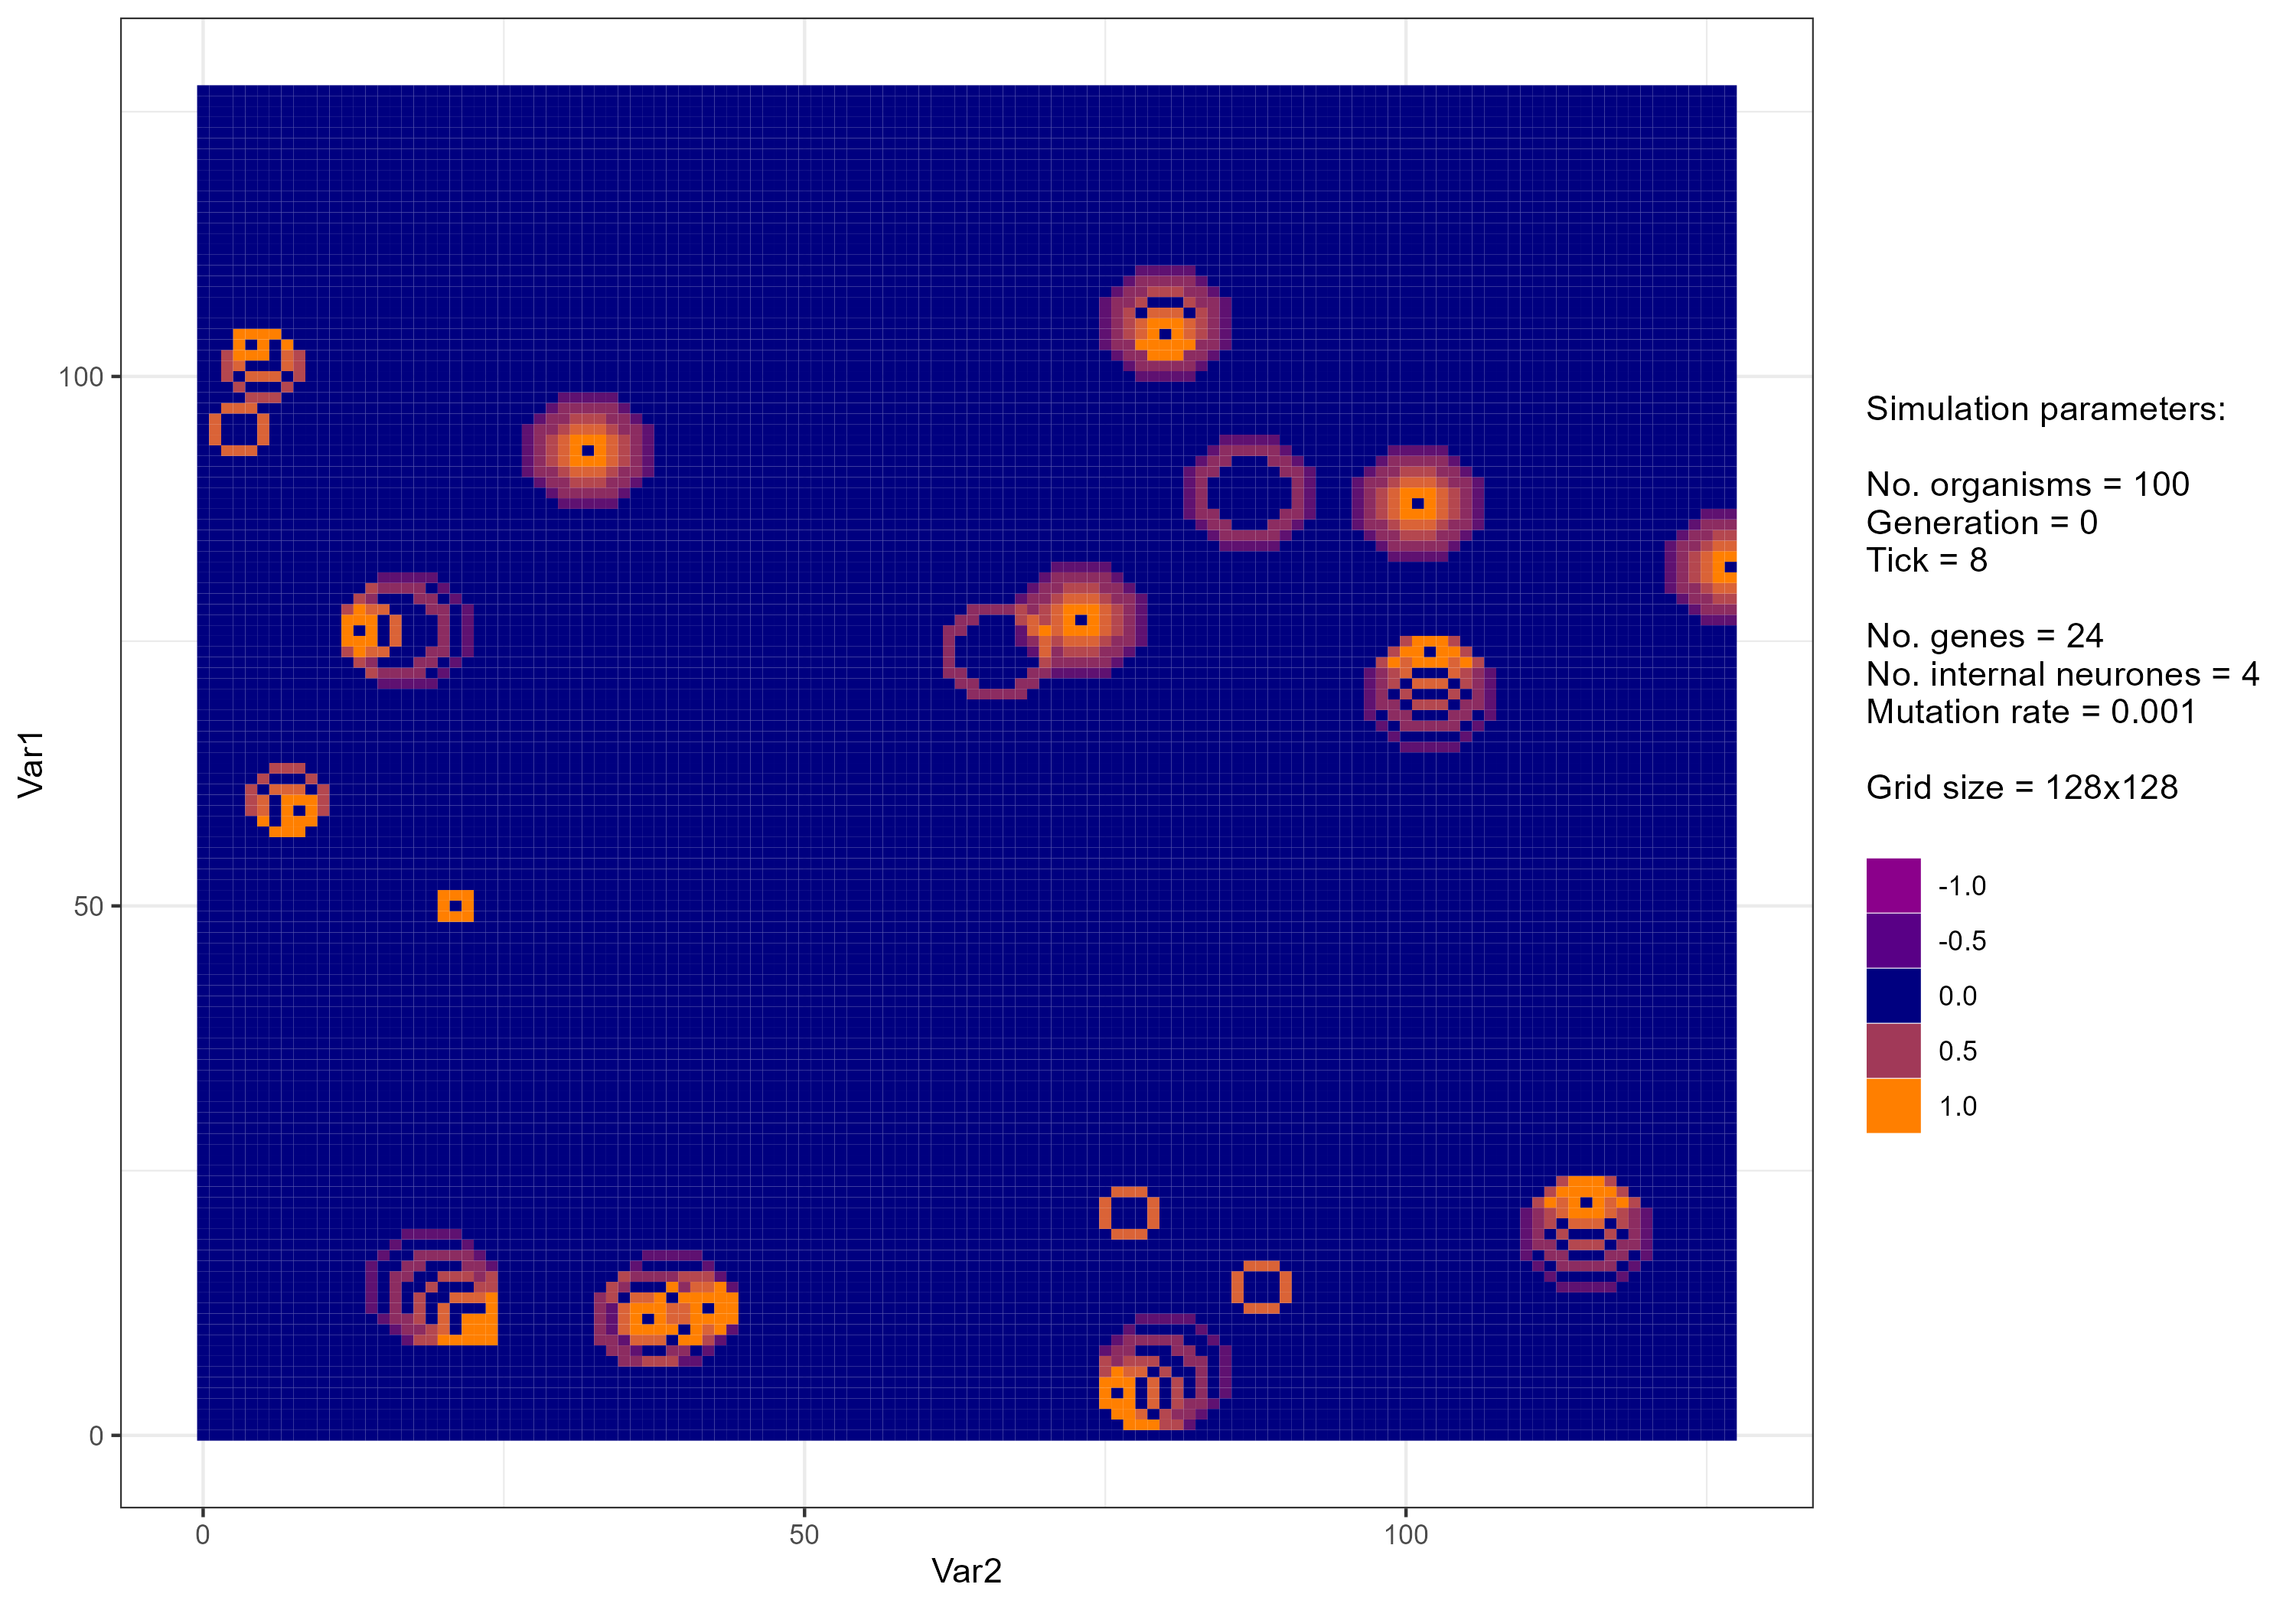 Var1
100
50
0
0
50
100
Var2
Simulation parameters:
No. organisms = 100
Generation = 0
Tick = 8
No. genes = 24
No. internal neurones = 4
Mutation rate = 0.001
Grid size = 128x128
-1.0
-0.5
0.0
0.5
1.0